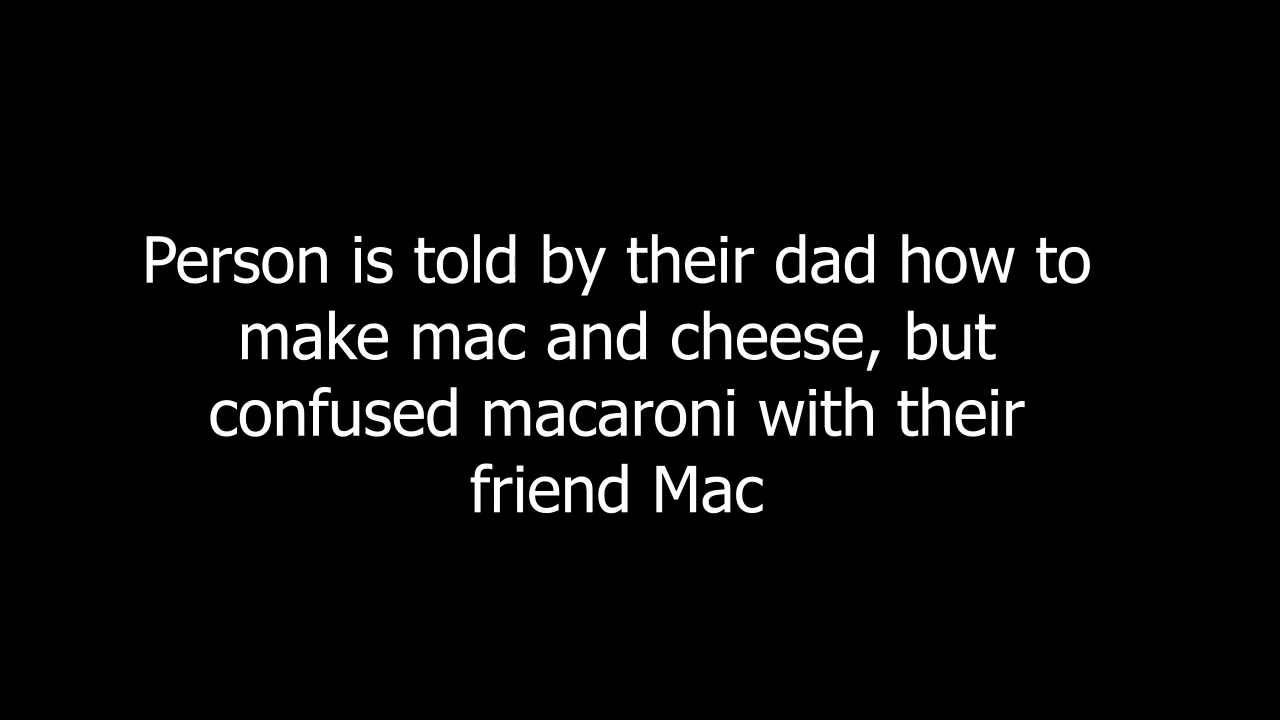 Person is told by their dad how to
make mac and cheese, but
confused macaroni with their
friend Mac